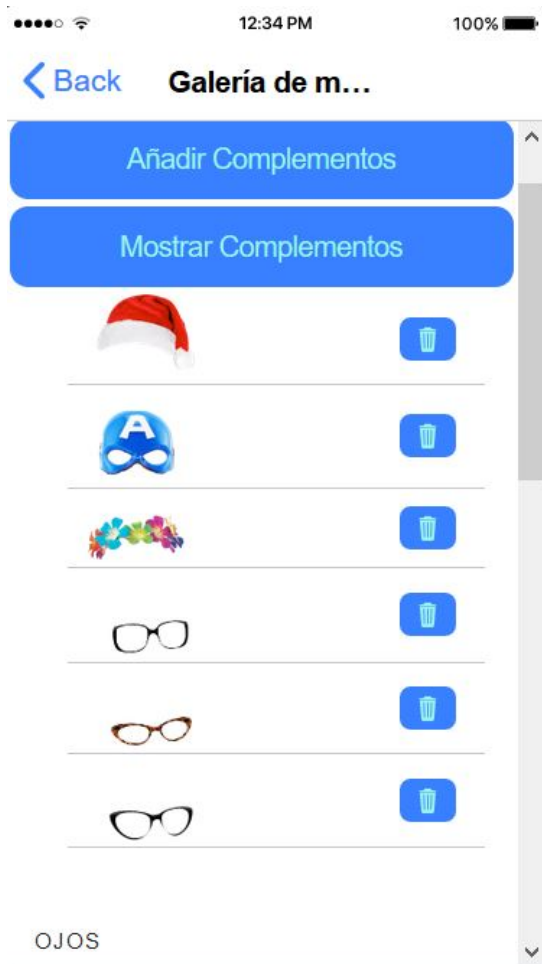 12:34 PM
100%
Back
Galería de m...
Añadir Complementos
Mostrar Complementos
A
OJOS